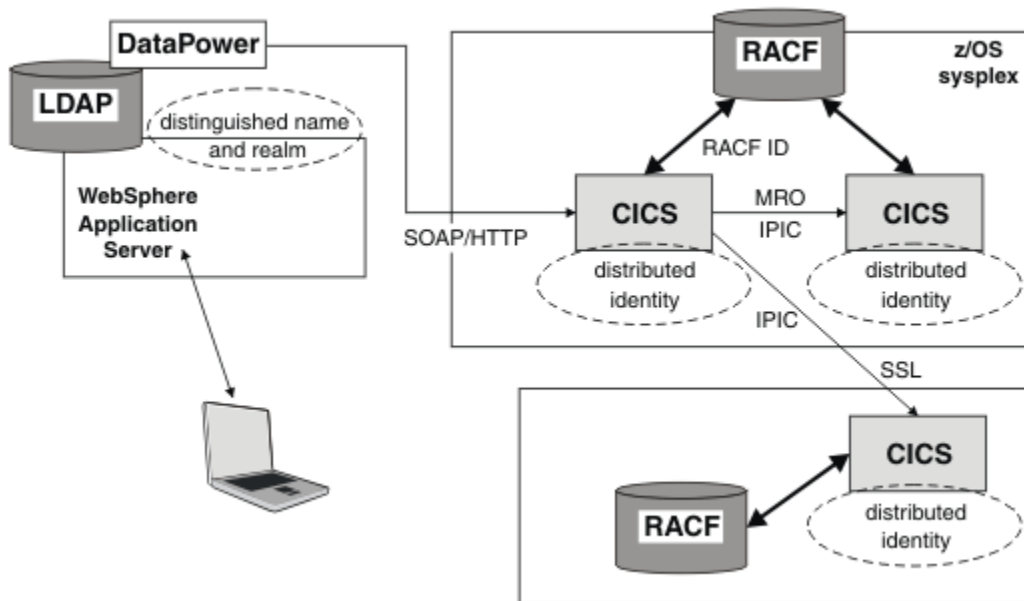 DataPower
LDAP
distinguished name
and realm
WebSphere
Application
Server
SOAP/HTTP
RACF
z/OS
sysplex
RACF ID
CICS
MRO
IPIC
CICS
distributed
identity
distributed
identity
IPIC
SSL
CICS
RACF
distributed
identity